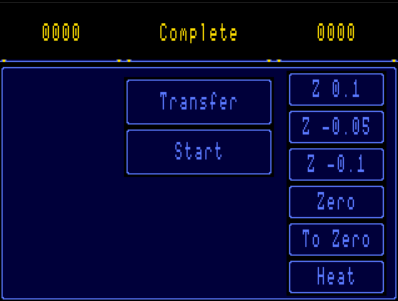 0000 Complete 0000
Transfer
Start
Z 0.1
Z -0.05
Z -0.1
Zero
To Zero
Heat